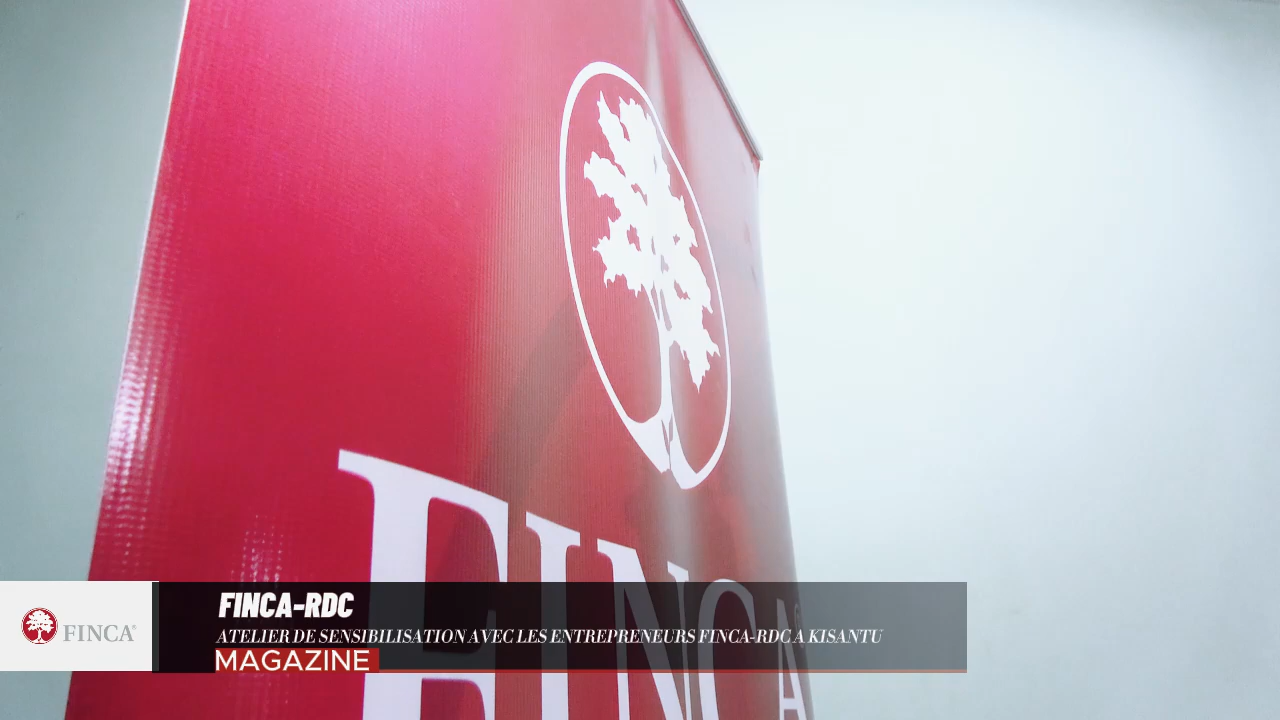 FINCA
FINCA-RDC
ATELIER DE SENSIBILISATION AVEC LES ENTREPRENEURS FINCA-RDC A KISANTU
MAGAZINE
FINCA®